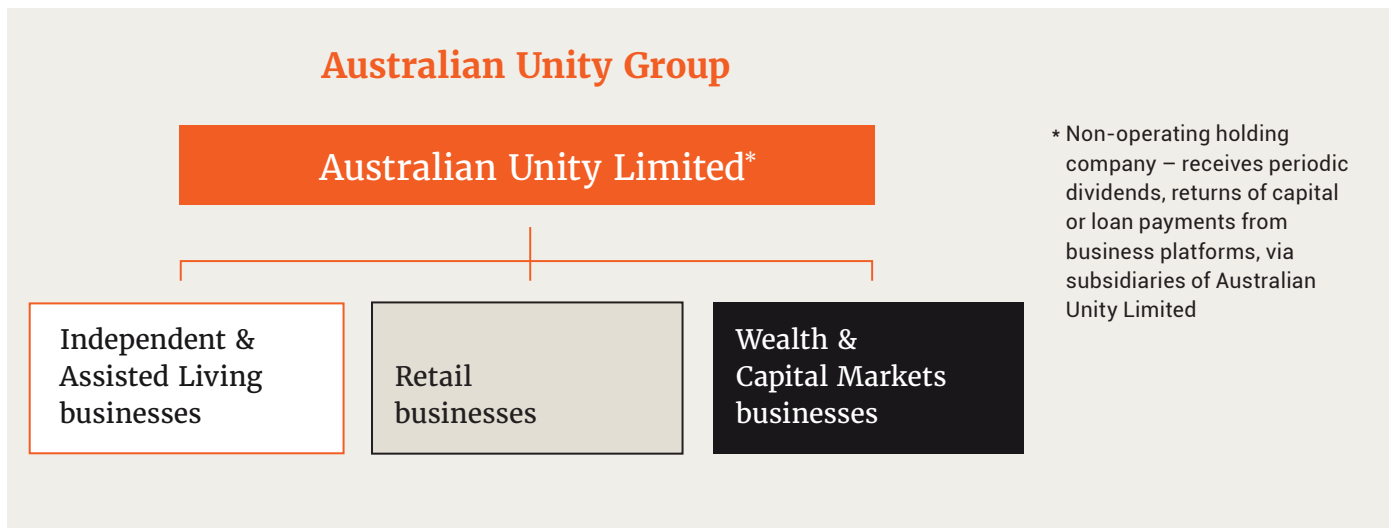 Australian Unity Group
Australian Unity Limited*
* Non-operating holding
company – receives periodic
dividends, returns of capital
or loan payments from
business platforms, via
subsidiaries of Australian
Unity Limited
Independent &
Assisted Living
businesses
Retail
businesses
Wealth &
Capital Markets
businesses